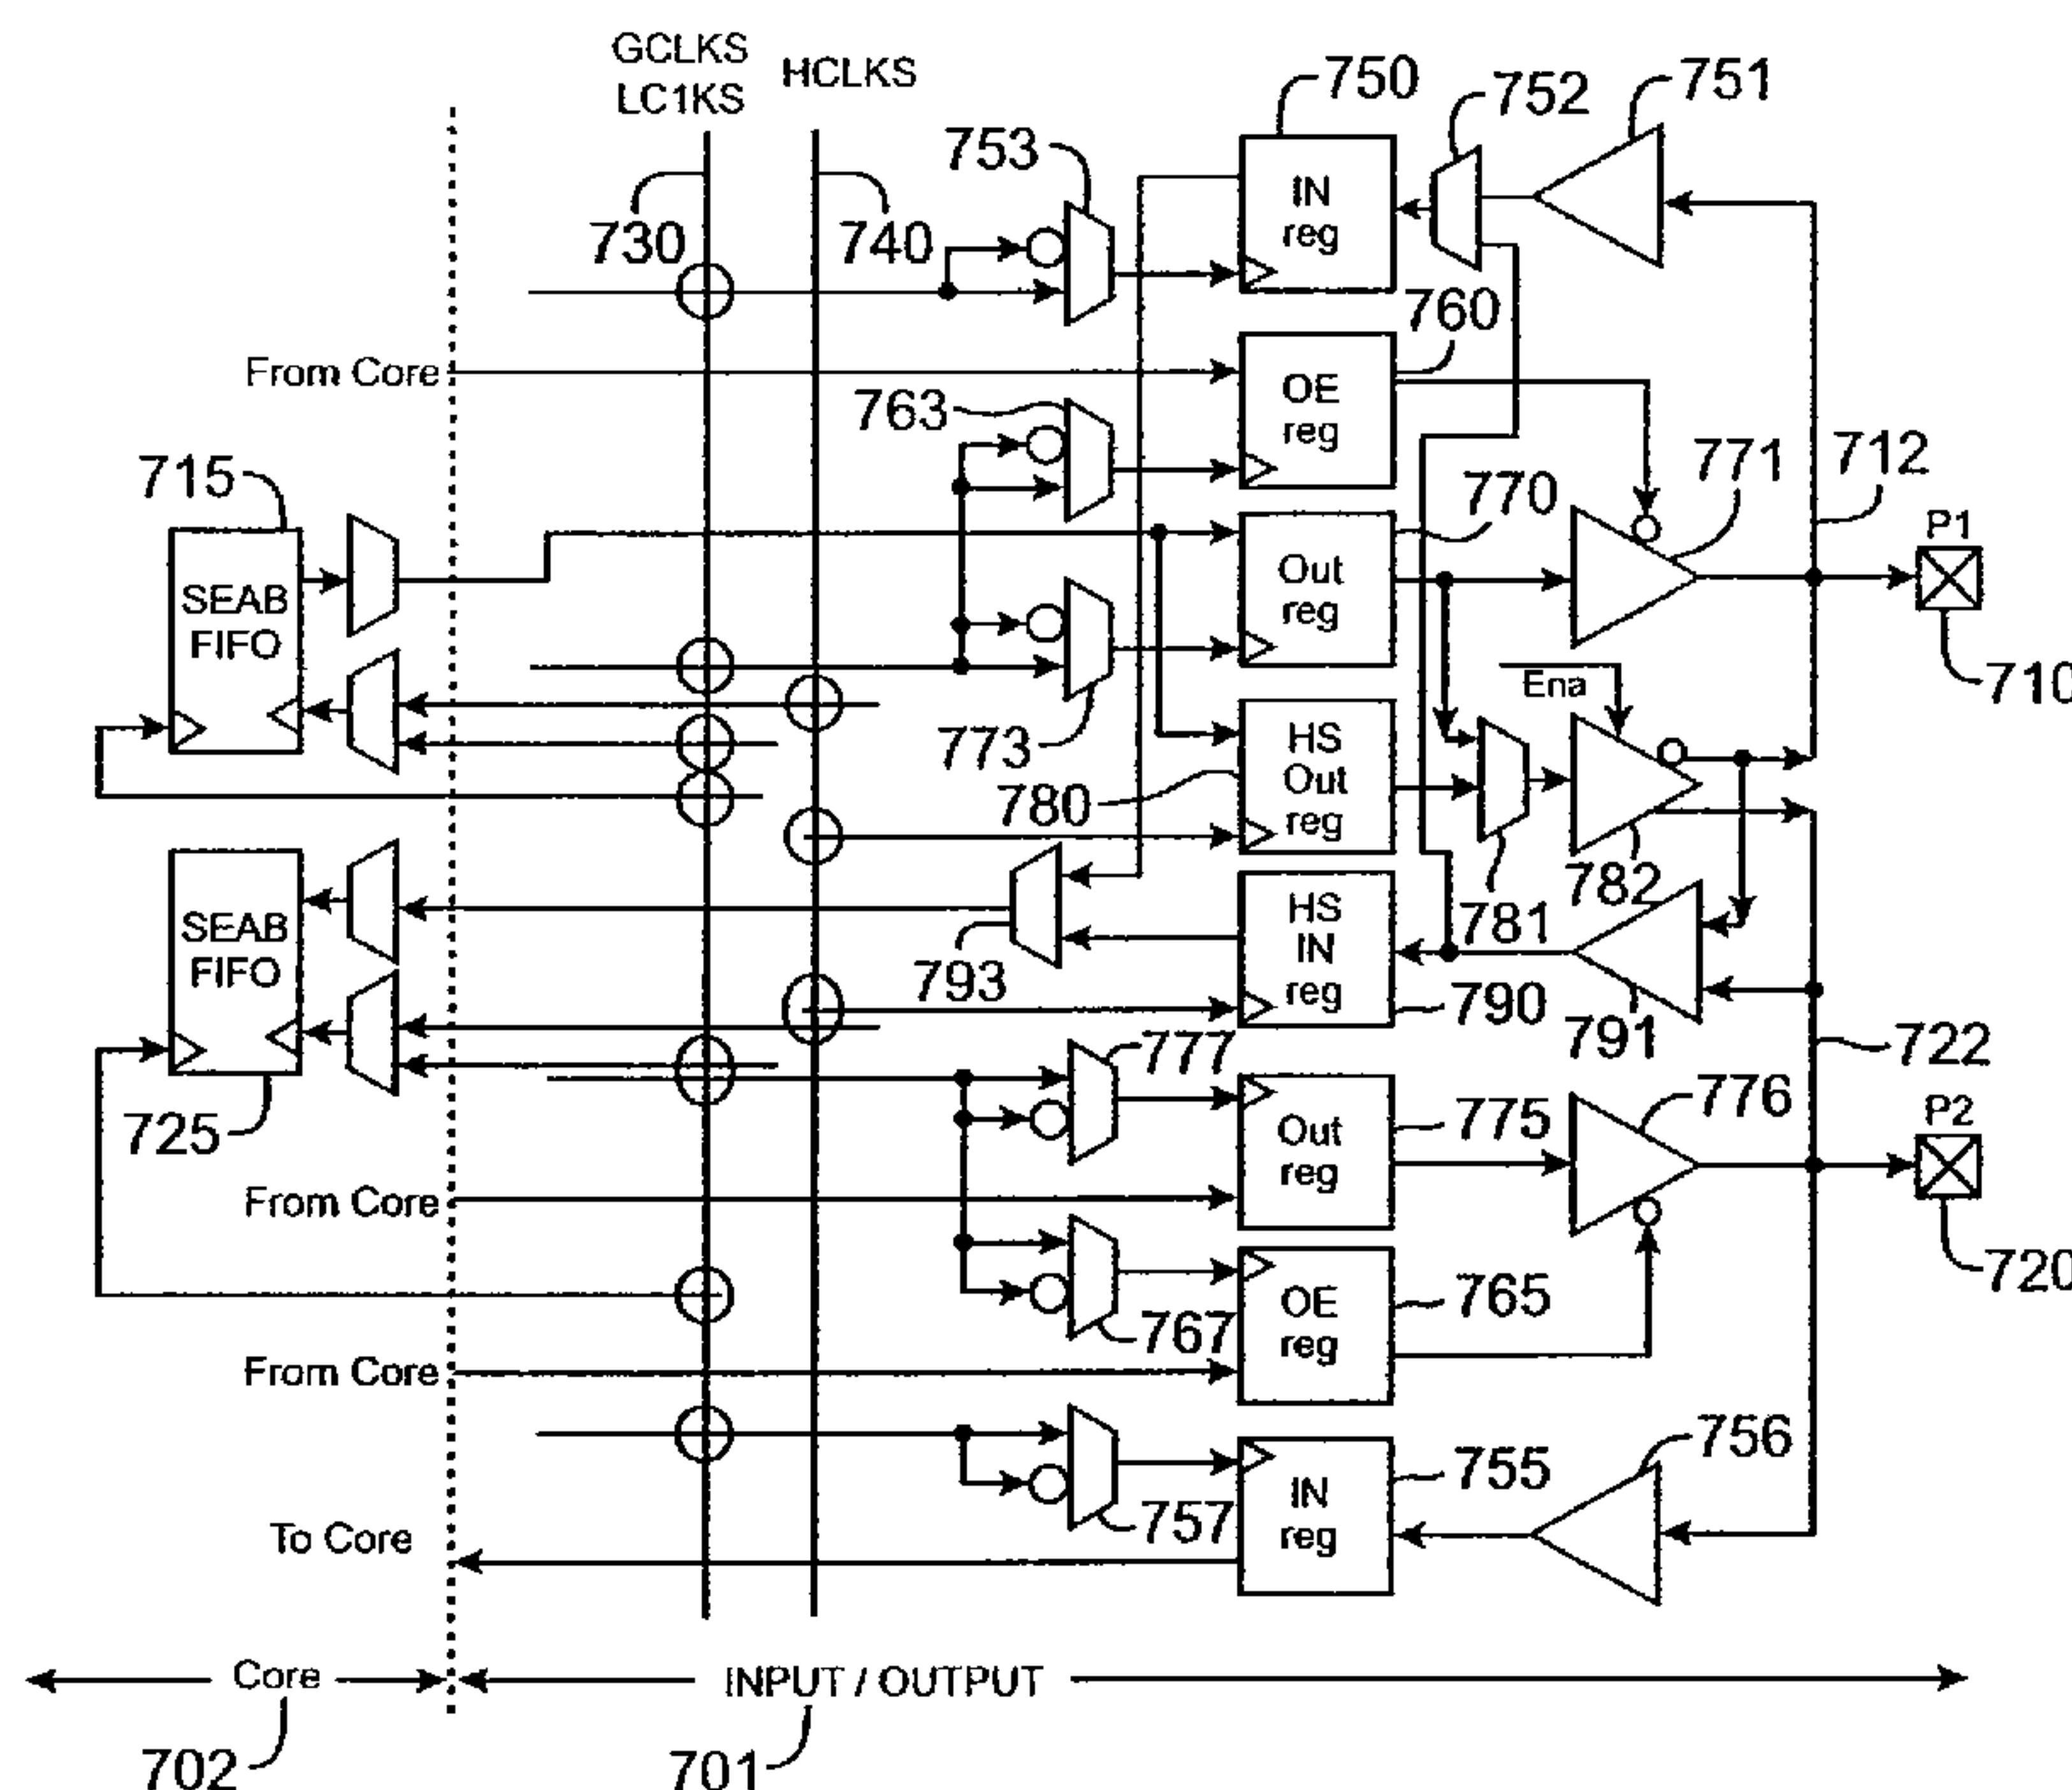 GCLKS
LC1KS
HCLKS
750
752
751
753
IN
reg
730
740
760
From Core
OE
reg
763
715
770
771
712
P1
SEAB
FIFO
Out
reg
Ena
710
773
780
HS
Out
reg
782
SEAB
FIFO
HS
IN
reg
781
793
790
791
722
777
725
775
776
P2
Out
reg
From Core
720
OE
reg
765
767
From Core
756
755
IN
reg
757
To Core
Core
INPUT / OUTPUT
702
701